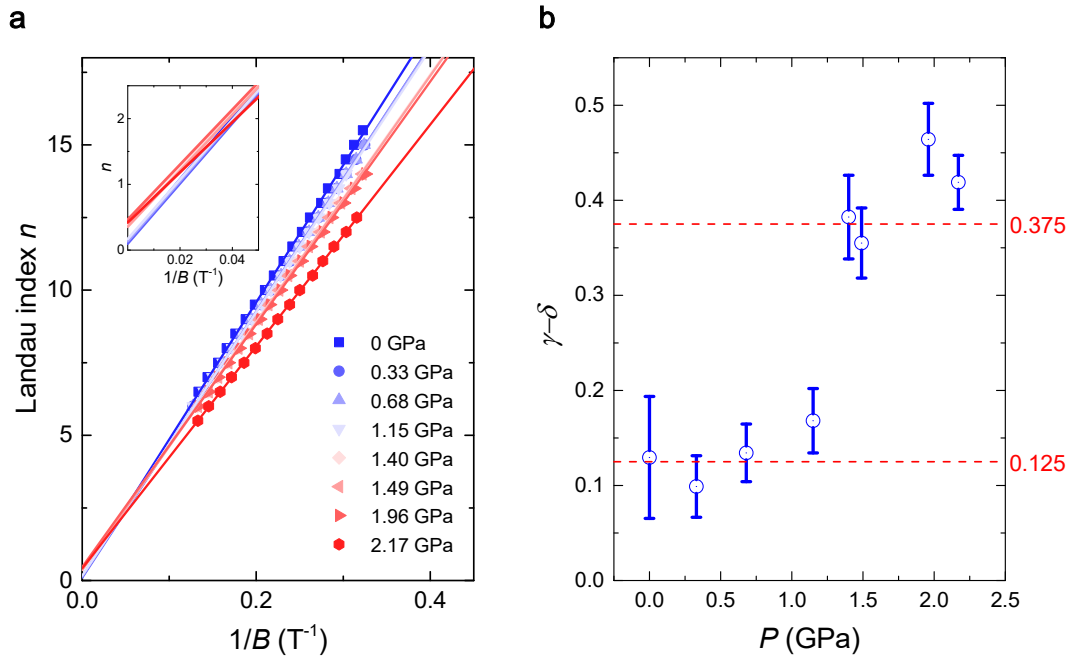 a
Landau index n
15
10
5
0
0.0
0.2
0.4
1/B (T⁻¹)
n
2
1
0
0.02
0.04
1/B (T⁻¹)
0 GPa
0.33 GPa
0.68 GPa
1.15 GPa
1.40 GPa
1.49 GPa
1.96 GPa
2.17 GPa
b
γ–δ
0.5
0.4
0.3
0.2
0.1
0.0
0.375
0.125
0.0
0.5
1.0
1.5
2.0
2.5
P (GPa)